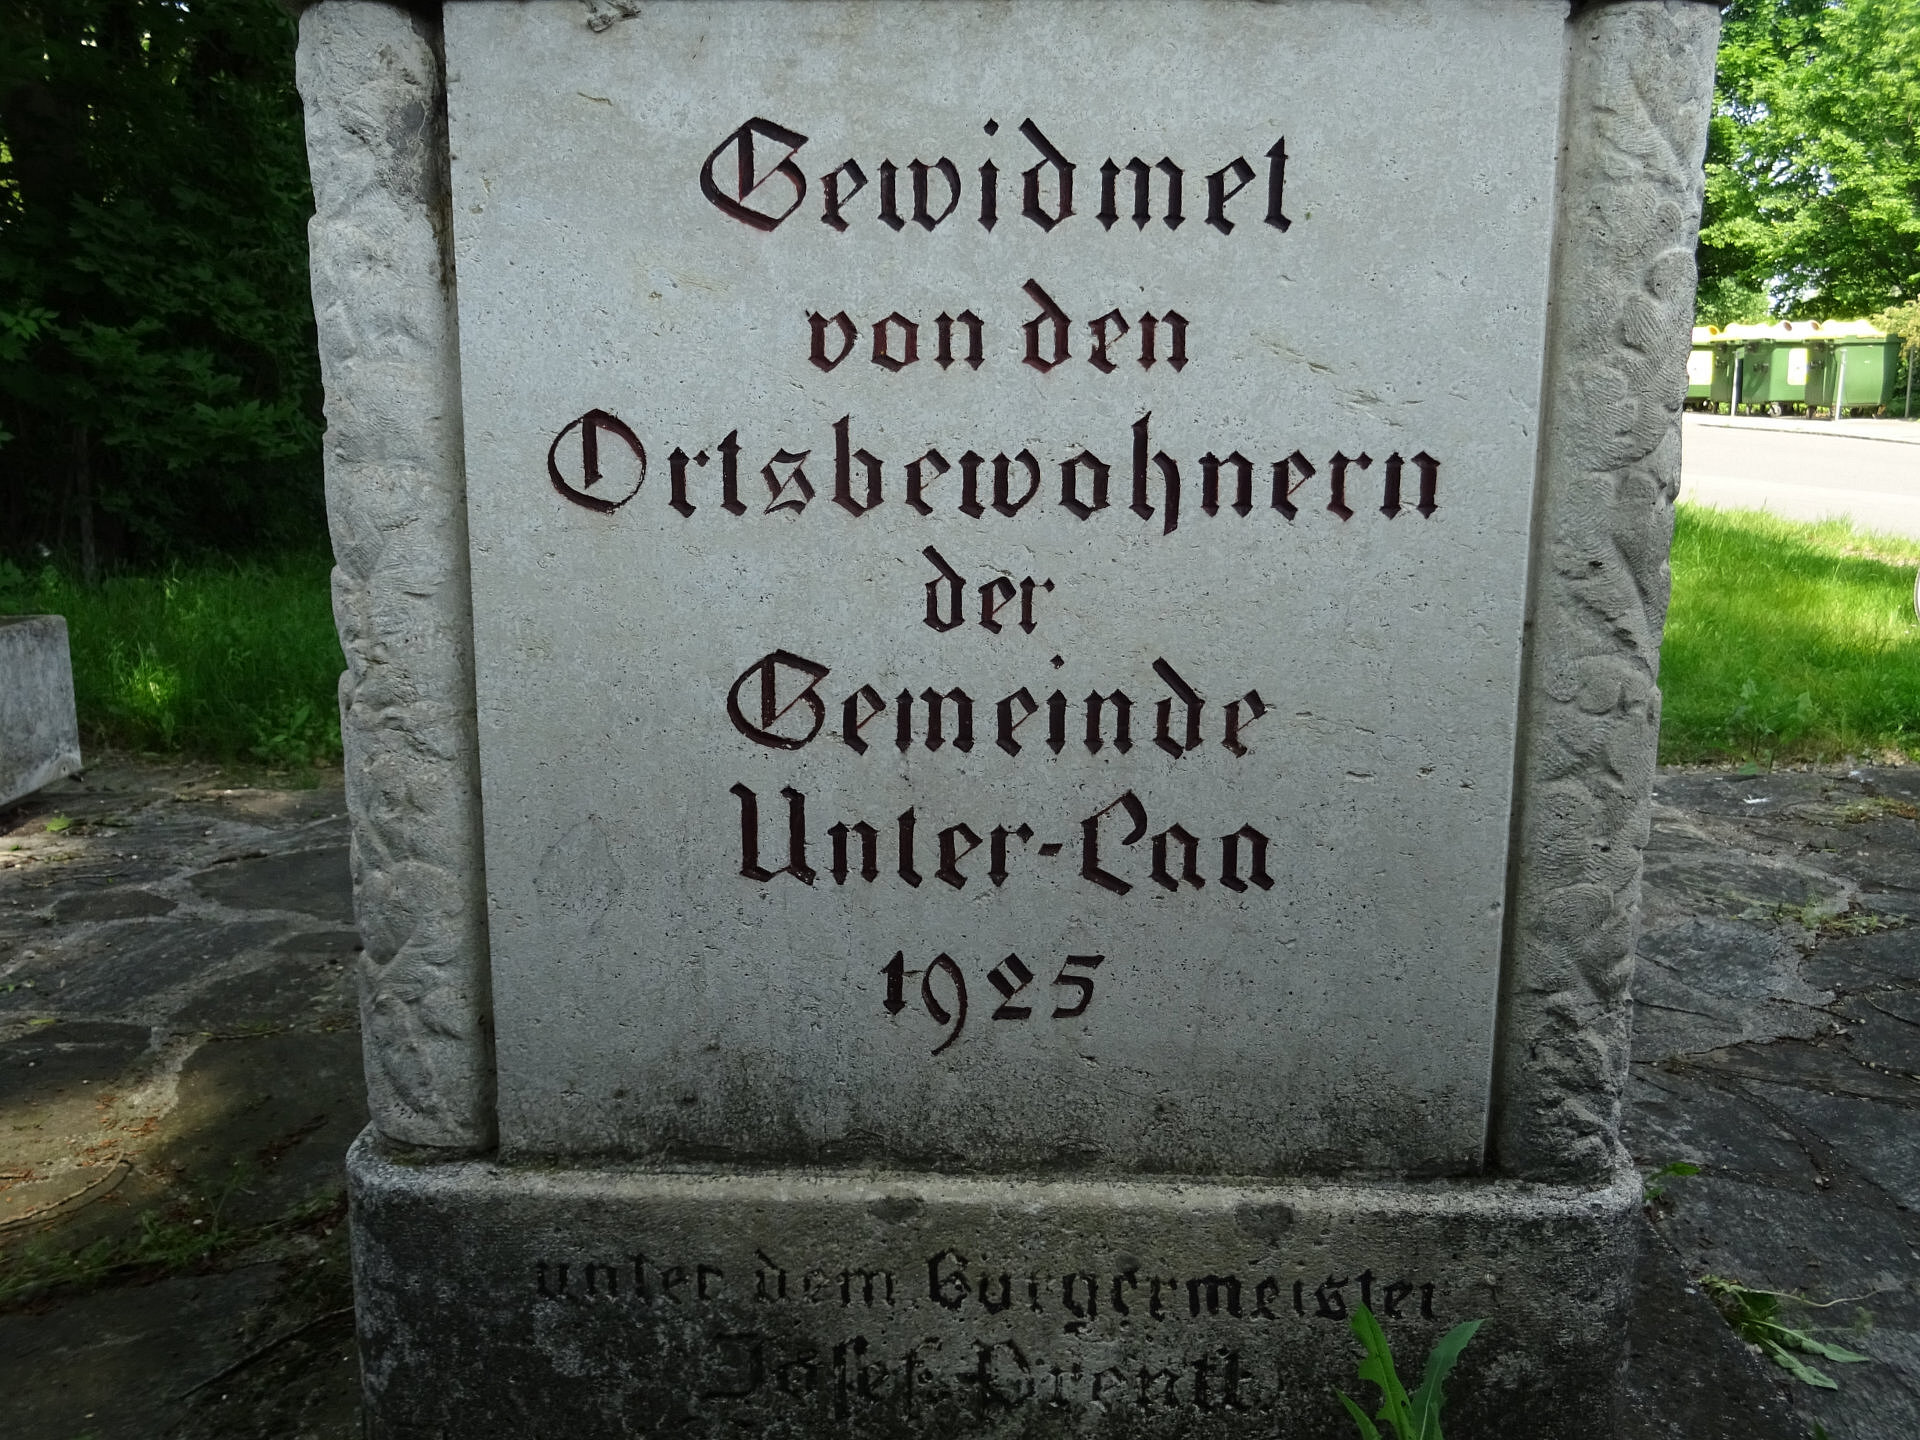 Gewidmet
von den
Ortsbewohnern
der
Gemeinde
Unter-Laa
1925
unter dem Bürgermeister
Josef